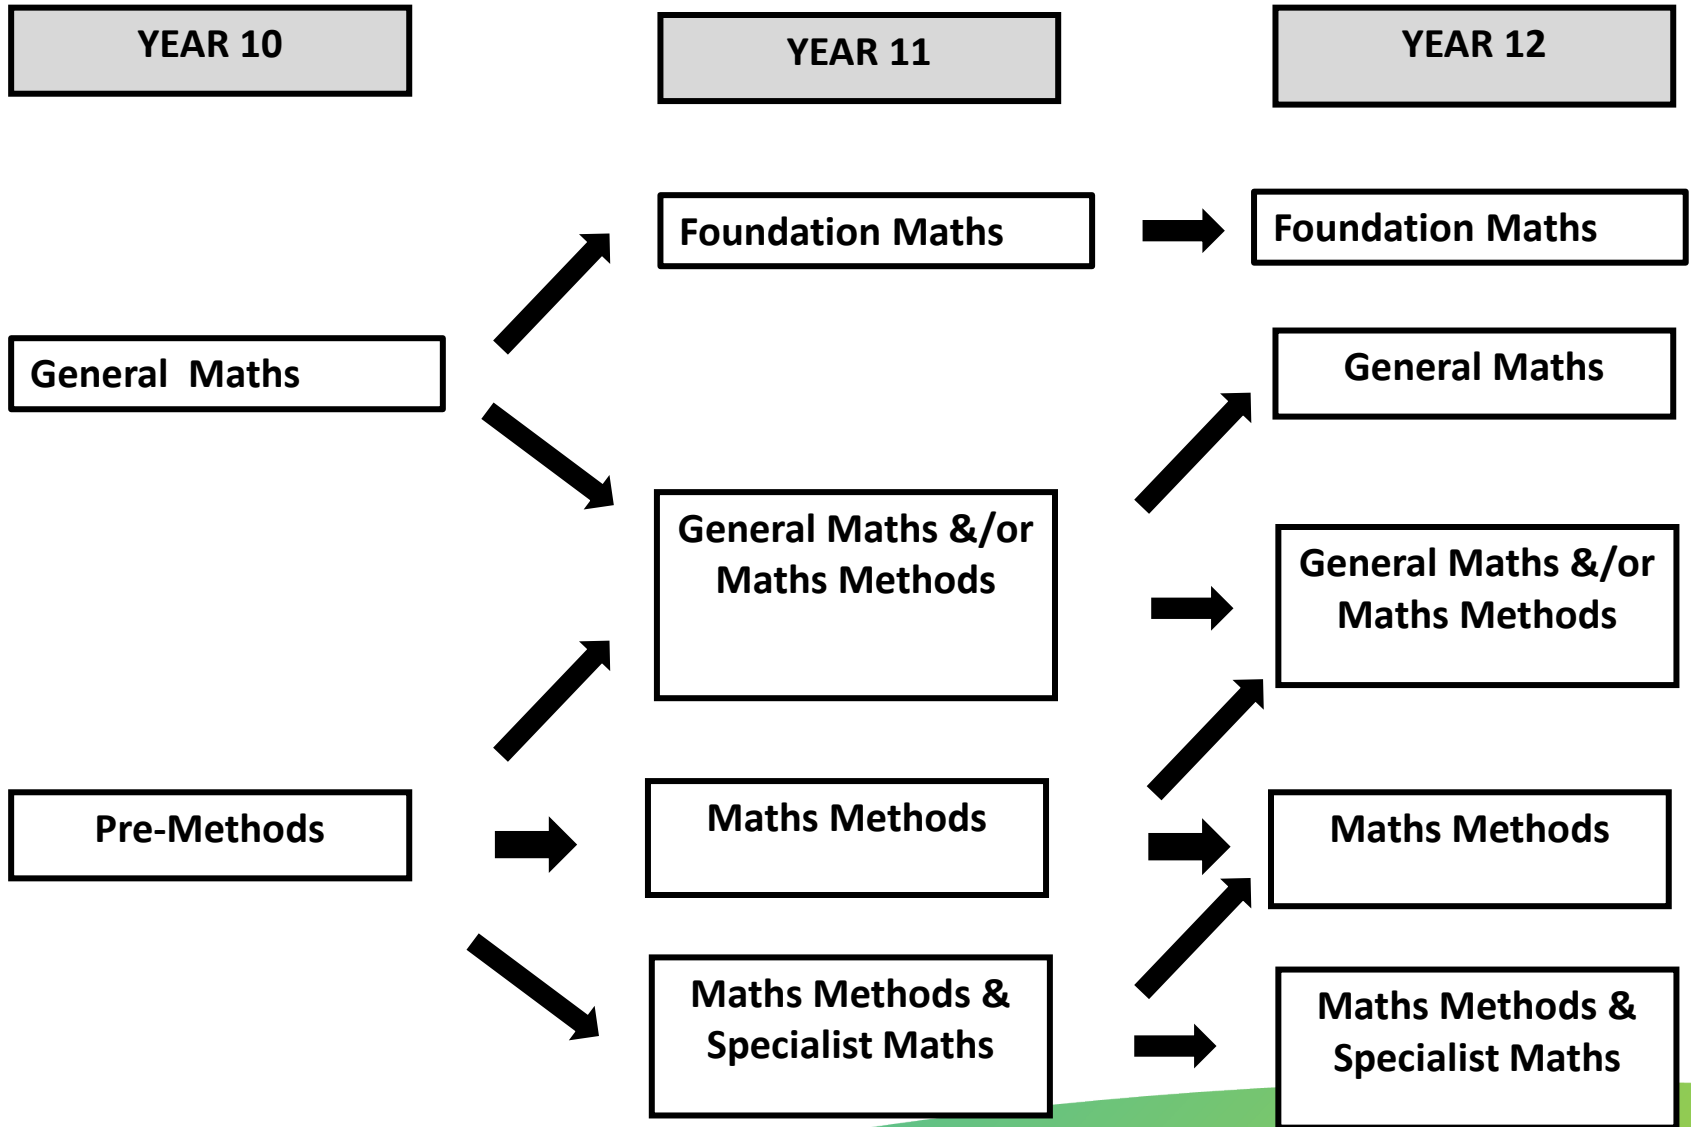 YEAR 10
YEAR 11
YEAR 12
Foundation Maths
Foundation Maths
General  Maths
General Maths
General Maths &/or
Maths Methods
General Maths &/or
Maths Methods
Pre-Methods
Maths Methods
Maths Methods
Maths Methods &
Specialist Maths
Maths Methods &
Specialist Maths